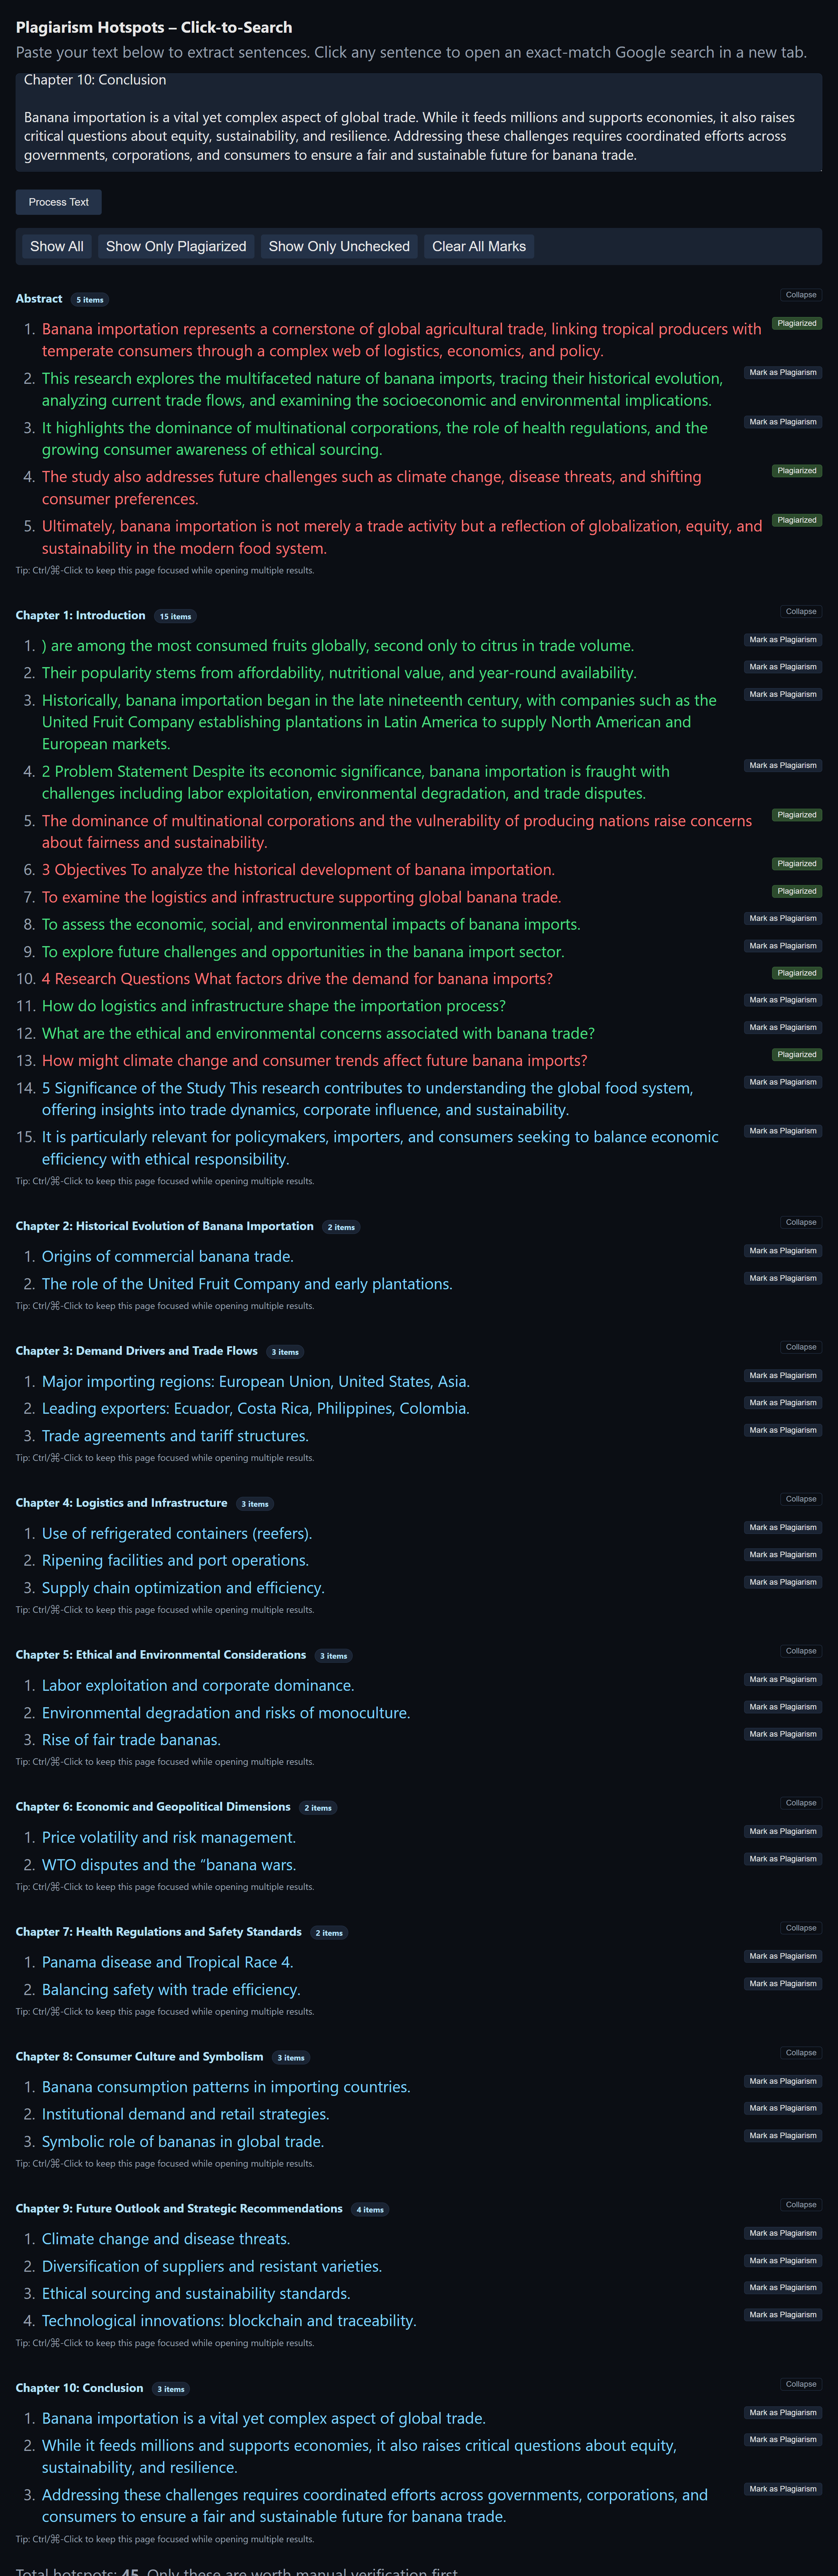 Plagiarism Hotspots – Click-to-Search
Paste your text below to extract sentences. Click any sentence to open an exact-match Google search in a new tab.
Chapter 10: Conclusion
Banana importation is a vital yet complex aspect of global trade. While it feeds millions and supports economies, it also raises
critical questions about equity, sustainability, and resilience. Addressing these challenges requires coordinated efforts across
governments, corporations, and consumers to ensure a fair and sustainable future for banana trade.
Process Text
Show All Show Only Plagiarized Show Only Unchecked Clear All Marks
Abstract 5 items Collapse
1. Banana importation represents a cornerstone of global agricultural trade, linking tropical producers with Plagiarized
temperate consumers through a complex web of logistics, economics, and policy.
2. This research explores the multifaceted nature of banana imports, tracing their historical evolution, Mark as Plagiarism
analyzing current trade flows, and examining the socioeconomic and environmental implications.
3. It highlights the dominance of multinational corporations, the role of health regulations, and the Mark as Plagiarism
growing consumer awareness of ethical sourcing.
4. The study also addresses future challenges such as climate change, disease threats, and shifting Plagiarized
consumer preferences.
5. Ultimately, banana importation is not merely a trade activity but a reflection of globalization, equity, and Plagiarized
sustainability in the modern food system.
Tip: Ctrl/⌘-Click to keep this page focused while opening multiple results.
Chapter 1: Introduction 15 items Collapse
1. ) are among the most consumed fruits globally, second only to citrus in trade volume. Mark as Plagiarism
2. Their popularity stems from affordability, nutritional value, and year-round availability. Mark as Plagiarism
3. Historically, banana importation began in the late nineteenth century, with companies such as the Mark as Plagiarism
United Fruit Company establishing plantations in Latin America to supply North American and
European markets.
4. 2 Problem Statement Despite its economic significance, banana importation is fraught with Mark as Plagiarism
challenges including labor exploitation, environmental degradation, and trade disputes.
5. The dominance of multinational corporations and the vulnerability of producing nations raise concerns Plagiarized
about fairness and sustainability.
6. 3 Objectives To analyze the historical development of banana importation. Plagiarized
7. To examine the logistics and infrastructure supporting global banana trade. Plagiarized
8. To assess the economic, social, and environmental impacts of banana imports. Mark as Plagiarism
9. To explore future challenges and opportunities in the banana import sector. Mark as Plagiarism
10. 4 Research Questions What factors drive the demand for banana imports? Plagiarized
11. How do logistics and infrastructure shape the importation process? Mark as Plagiarism
12. What are the ethical and environmental concerns associated with banana trade? Mark as Plagiarism
13. How might climate change and consumer trends affect future banana imports? Plagiarized
14. 5 Significance of the Study This research contributes to understanding the global food system, Mark as Plagiarism
offering insights into trade dynamics, corporate influence, and sustainability.
15. It is particularly relevant for policymakers, importers, and consumers seeking to balance economic Mark as Plagiarism
efficiency with ethical responsibility.
Tip: Ctrl/⌘-Click to keep this page focused while opening multiple results.
Chapter 2: Historical Evolution of Banana Importation 2 items Collapse
1. Origins of commercial banana trade. Mark as Plagiarism
2. The role of the United Fruit Company and early plantations. Mark as Plagiarism
Tip: Ctrl/⌘-Click to keep this page focused while opening multiple results.
Chapter 3: Demand Drivers and Trade Flows 3 items Collapse
1. Major importing regions: European Union, United States, Asia. Mark as Plagiarism
2. Leading exporters: Ecuador, Costa Rica, Philippines, Colombia. Mark as Plagiarism
3. Trade agreements and tariff structures. Mark as Plagiarism
Tip: Ctrl/⌘-Click to keep this page focused while opening multiple results.
Chapter 4: Logistics and Infrastructure 3 items Collapse
1. Use of refrigerated containers (reefers). Mark as Plagiarism
2. Ripening facilities and port operations. Mark as Plagiarism
3. Supply chain optimization and efficiency. Mark as Plagiarism
Tip: Ctrl/⌘-Click to keep this page focused while opening multiple results.
Chapter 5: Ethical and Environmental Considerations 3 items Collapse
1. Labor exploitation and corporate dominance. Mark as Plagiarism
2. Environmental degradation and risks of monoculture. Mark as Plagiarism
3. Rise of fair trade bananas. Mark as Plagiarism
Tip: Ctrl/⌘-Click to keep this page focused while opening multiple results.
Chapter 6: Economic and Geopolitical Dimensions 2 items Collapse
1. Price volatility and risk management. Mark as Plagiarism
2. WTO disputes and the “banana wars. Mark as Plagiarism
Tip: Ctrl/⌘-Click to keep this page focused while opening multiple results.
Chapter 7: Health Regulations and Safety Standards 2 items Collapse
1. Panama disease and Tropical Race 4. Mark as Plagiarism
2. Balancing safety with trade efficiency. Mark as Plagiarism
Tip: Ctrl/⌘-Click to keep this page focused while opening multiple results.
Chapter 8: Consumer Culture and Symbolism 3 items Collapse
1. Banana consumption patterns in importing countries. Mark as Plagiarism
2. Institutional demand and retail strategies. Mark as Plagiarism
3. Symbolic role of bananas in global trade. Mark as Plagiarism
Tip: Ctrl/⌘-Click to keep this page focused while opening multiple results.
Chapter 9: Future Outlook and Strategic Recommendations 4 items Collapse
1. Climate change and disease threats. Mark as Plagiarism
2. Diversification of suppliers and resistant varieties. Mark as Plagiarism
3. Ethical sourcing and sustainability standards. Mark as Plagiarism
4. Technological innovations: blockchain and traceability. Mark as Plagiarism
Tip: Ctrl/⌘-Click to keep this page focused while opening multiple results.
Chapter 10: Conclusion 3 items Collapse
1. Banana importation is a vital yet complex aspect of global trade. Mark as Plagiarism
2. While it feeds millions and supports economies, it also raises critical questions about equity, Mark as Plagiarism
sustainability, and resilience.
3. Addressing these challenges requires coordinated efforts across governments, corporations, and Mark as Plagiarism
consumers to ensure a fair and sustainable future for banana trade.
Tip: Ctrl/⌘-Click to keep this page focused while opening multiple results.
Total hotspots: 45. Only these are worth manual verification first.